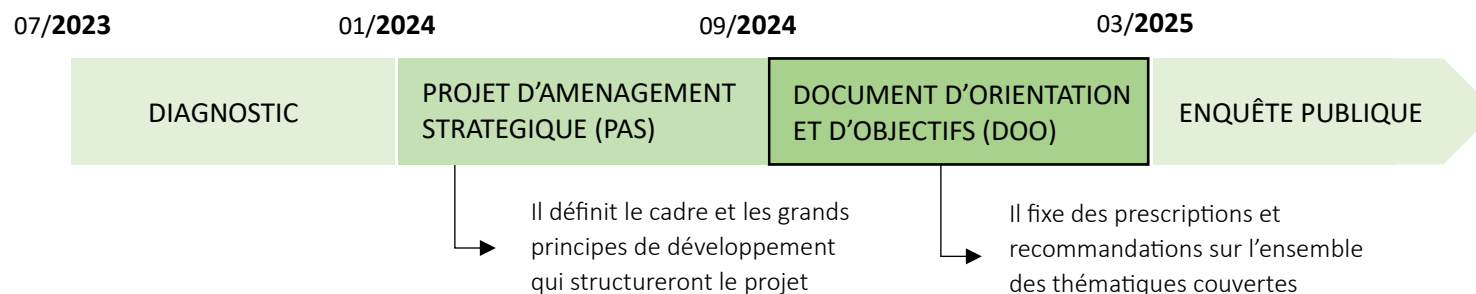 07/2023 01/2024 09/2024 03/2025
DIAGNOSTIC
PROJET D’AMENAGEMENT
STRATEGIQUE (PAS)
DOCUMENT D’ORIENTATION
ET D’OBJECTIFS (DOO)
ENQUÊTE PUBLIQUE
Il définit le cadre et les grands
principes de développement
qui structureront le projet
Il fixe des prescriptions et
recommandations sur l’ensemble
des thématiques couvertes